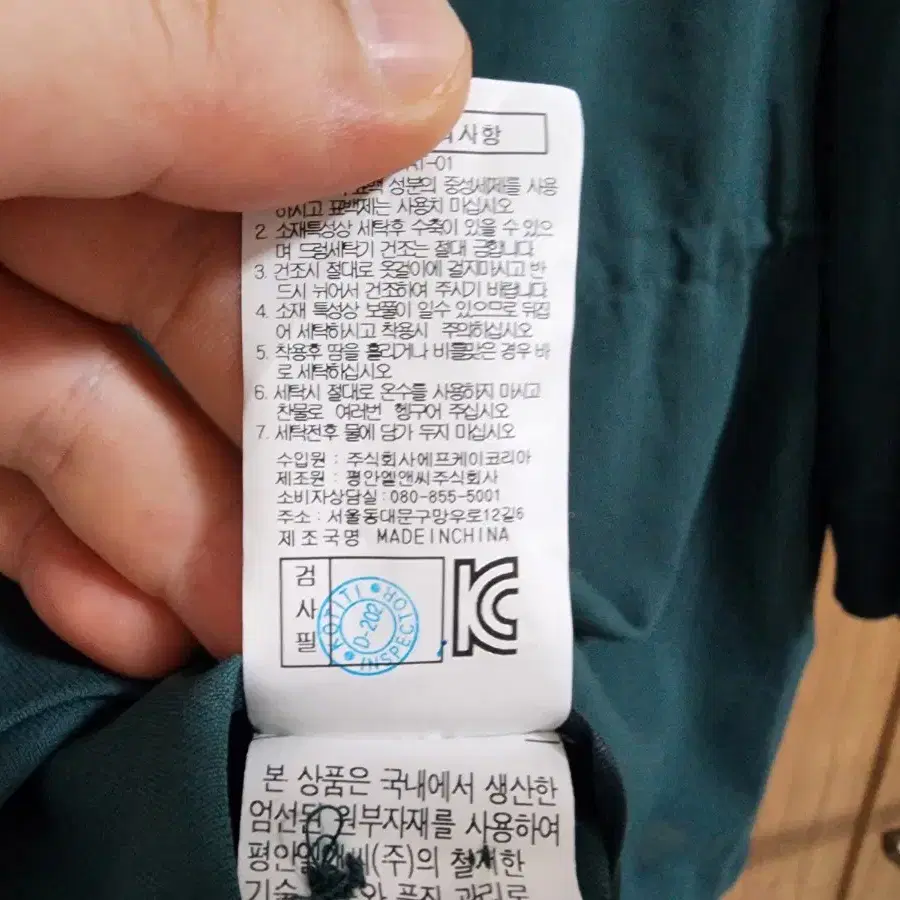 사항
-01
성분의 중성세제를 사용
하시고 표백제는 사용치 마십시오
2. 소재특성상 세탁후 수축이 있을 수 있으
며 드럼세탁기 건조는 절대 금합니다.
3. 건조시 절대로 옷걸이에 걸지마시고 반
드시 뉘어서 건조하여 주시기 바랍니다.
4. 소재 특성상 보풀이 일수 있으므로 뒤집
어 세탁하시고 착용시 주의하십시오
5. 착용후 땀을 흘리거나 비를맞은 경우 바
로 세탁하십시오
6. 세탁시 절대로 온수를 사용하지 마시고
찬물로 여러번 헹구어 주십시오
7. 세탁전후 물에 담가 두지 마십시오
수입원 : 주식회사에프케이코리아
제조원 : 평안엘앤씨주식회사
소비자상담실:080-855-5001
주소 : 서울동대문구망우로12길6
제조국명 MADEINCHINA
검
사
필
KOTITI INSPECTOR
D-202
KC
본 상품은 국내에서 생산한
엄선된 원부자재를 사용하여
평안엘앤씨(주)의 철저한
기술 품질 관리로